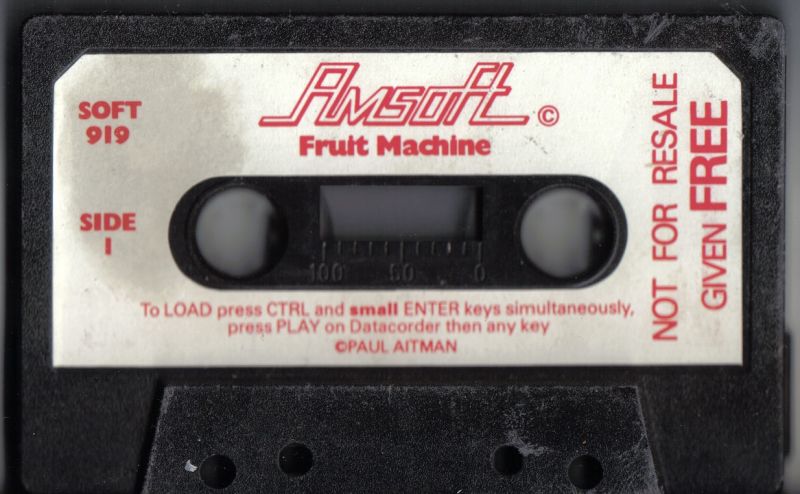 Amsoft ©
Fruit Machine
SOFT
919
SIDE
1
NOT FOR RESALE
GIVEN FREE
100 50 0
To LOAD press CTRL and small ENTER keys simultaneously,
press PLAY on Datacorder then any key
©PAUL AITMAN